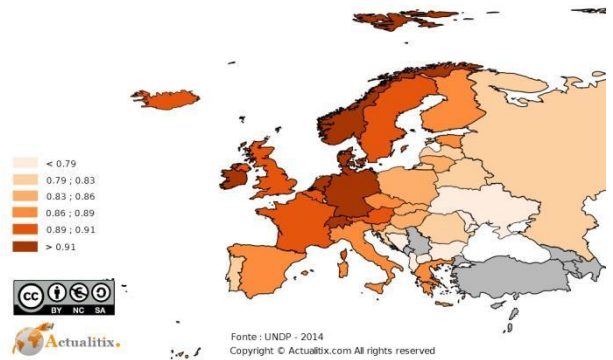 < 0.79
0.79 ; 0.83
0.83 ; 0.86
0.86 ; 0.89
0.89 ; 0.91
> 0.91
cc
BY NC SA
Actualitix.
Fonte : UNDP - 2014
Copyright © Actualitix.com All rights reserved